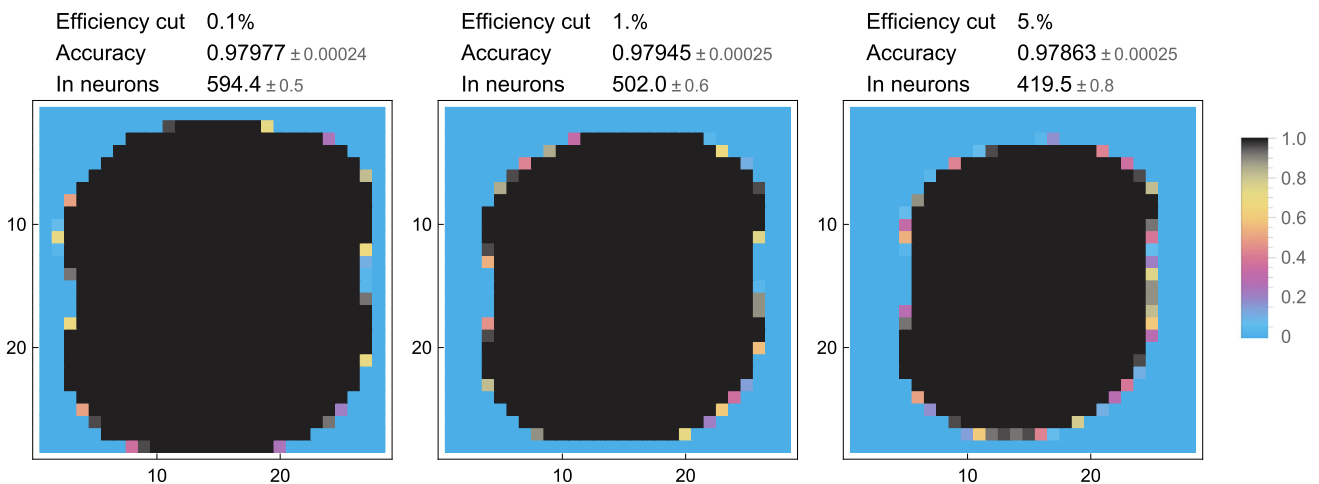 Efficiency cut 0.1% Efficiency cut 1.% Efficiency cut 5.%
Accuracy 0.97977 ± 0.00024 Accuracy 0.97945 ± 0.00025 Accuracy 0.97863 ± 0.00025
In neurons 594.4 ± 0.5 In neurons 502.0 ± 0.6 In neurons 419.5 ± 0.8
1.0
0.8
10 10 10
0.6
0.4
0.2
20 20 20
0
10 20 10 20 10 20